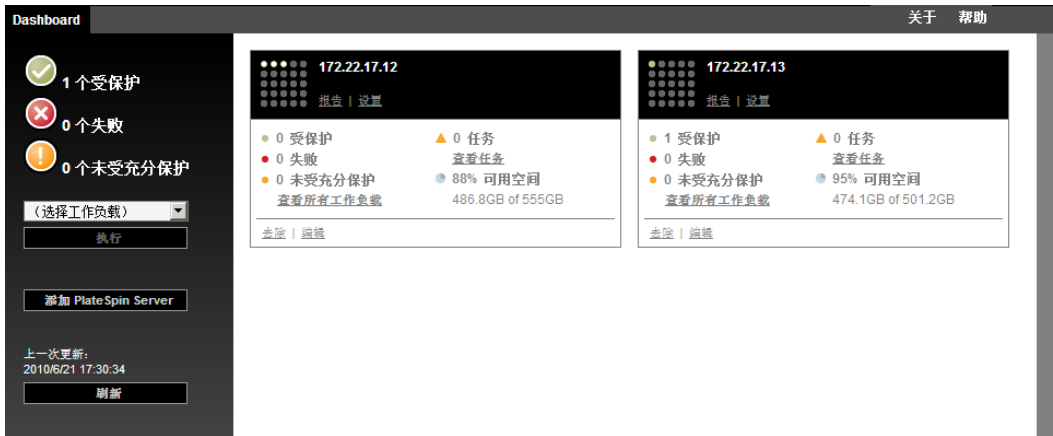 Dashboard
关于 帮助
1 个受保护
0 个失败
0 个未受充分保护
（选择工作负载）
执行
添加 PlateSpin Server
上一次更新：
2010/6/21 17:30:34
刷新
172.22.17.12
报告 | 设置
0 受保护
0 失败
0 未受充分保护
查看所有工作负载
0 任务
查看任务
88% 可用空间
486.8GB of 555GB
去除 | 编辑
172.22.17.13
报告 | 设置
1 受保护
0 失败
0 未受充分保护
查看所有工作负载
0 任务
查看任务
95% 可用空间
474.1GB of 501.2GB
去除 | 编辑